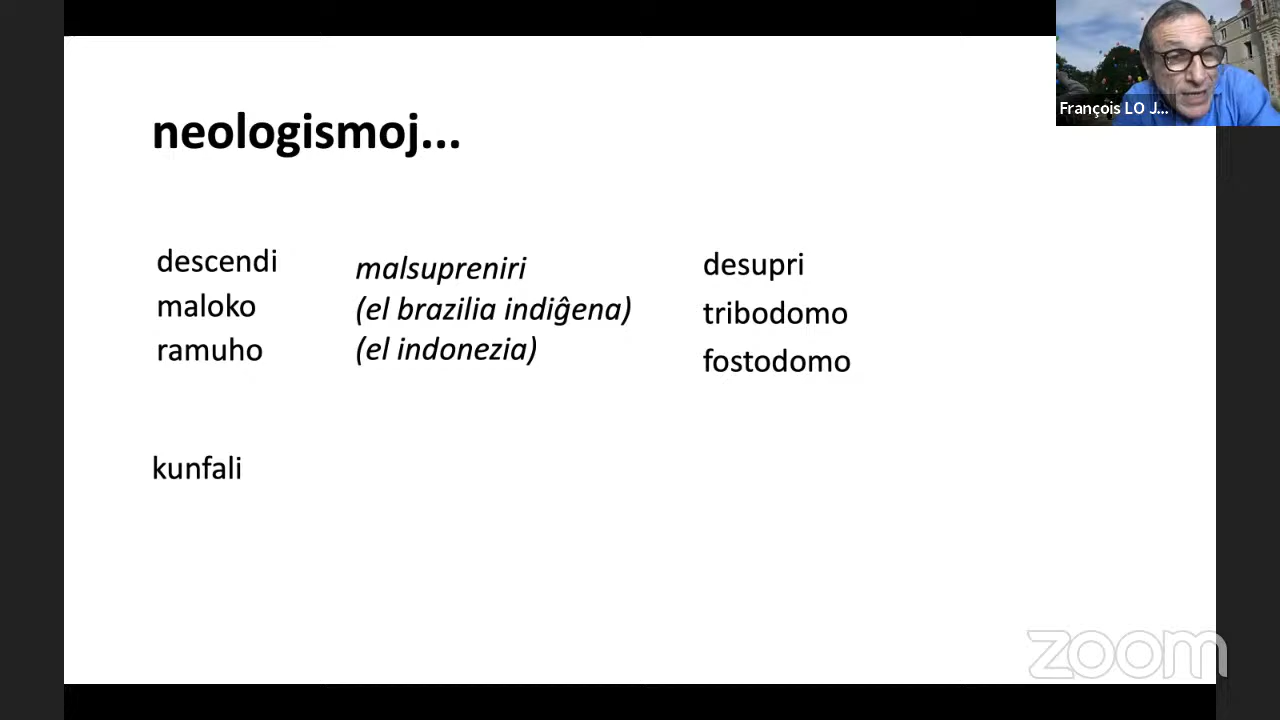 neologismoj...
François LO J...
descendi
maloko
ramuho
malsupreniri
(el brazilia indiĝena)
(el indonezia)
desupri
tribodomo
fostodomo
kunfali
zoom